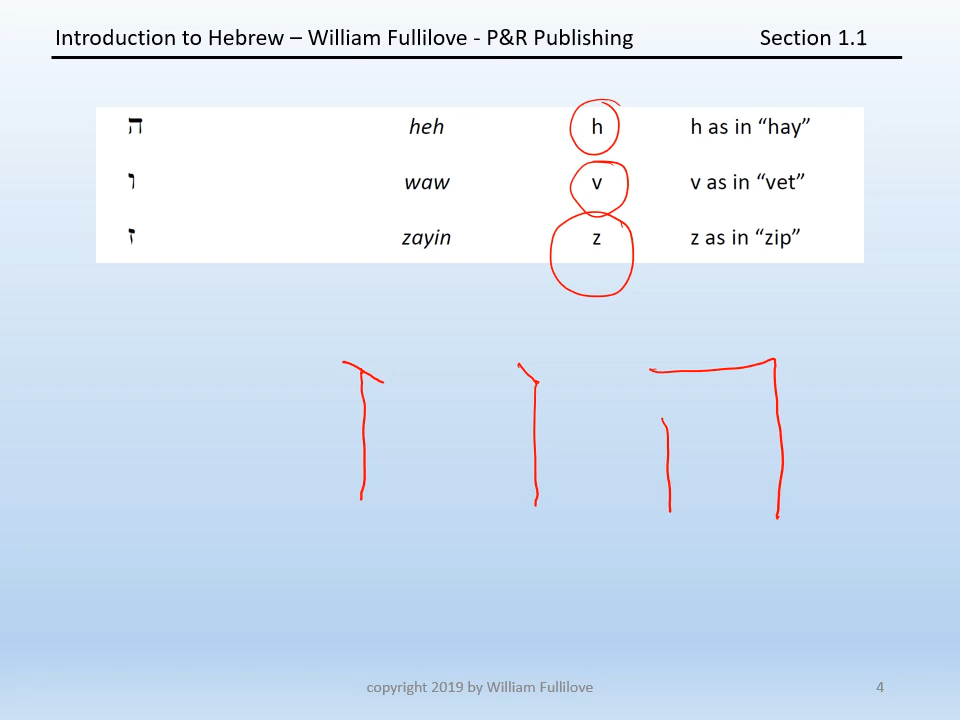 Introduction to Hebrew – William Fullilove - P&R Publishing Section 1.1
ה heh h h as in “hay”
ו waw v v as in “vet”
ז zayin z z as in “zip”
ה ו ז
copyright 2019 by William Fullilove 4